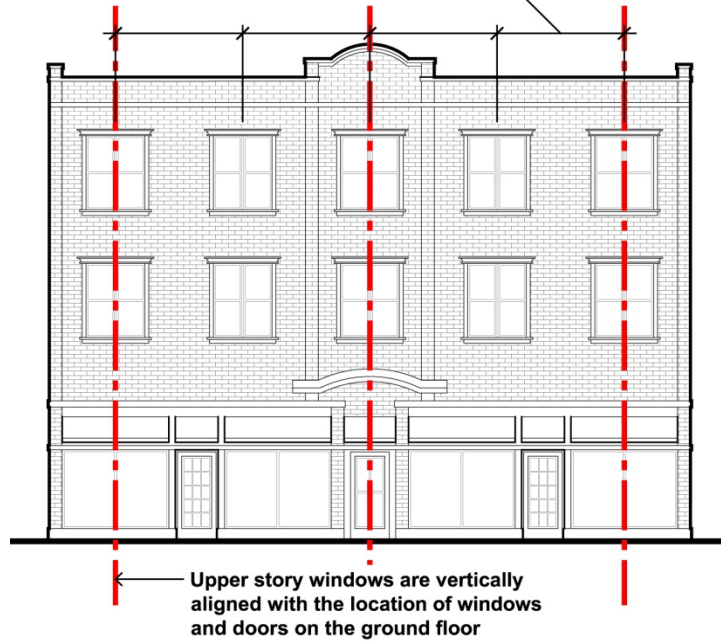 Upper story windows are vertically
aligned with the location of windows
and doors on the ground floor